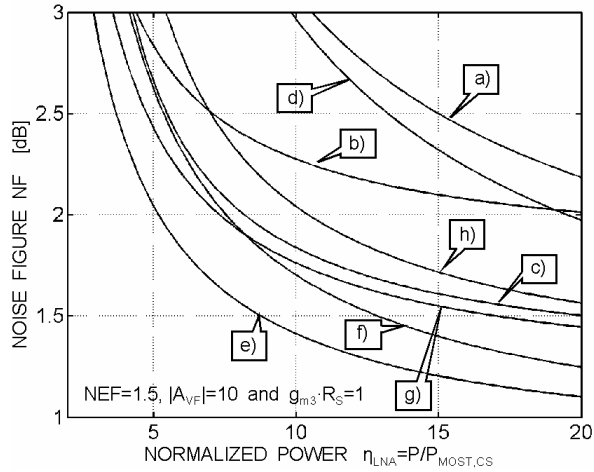 3
2.5
2
1.5
1
NOISE FIGURE NF [dB]
a)
d)
b)
h)
c)
e)
f)
g)
NEF=1.5, |A_VF|=10 and g_m3·R_S=1
5
10
15
20
NORMALIZED POWER η_LNA=P/P_MOST,CS